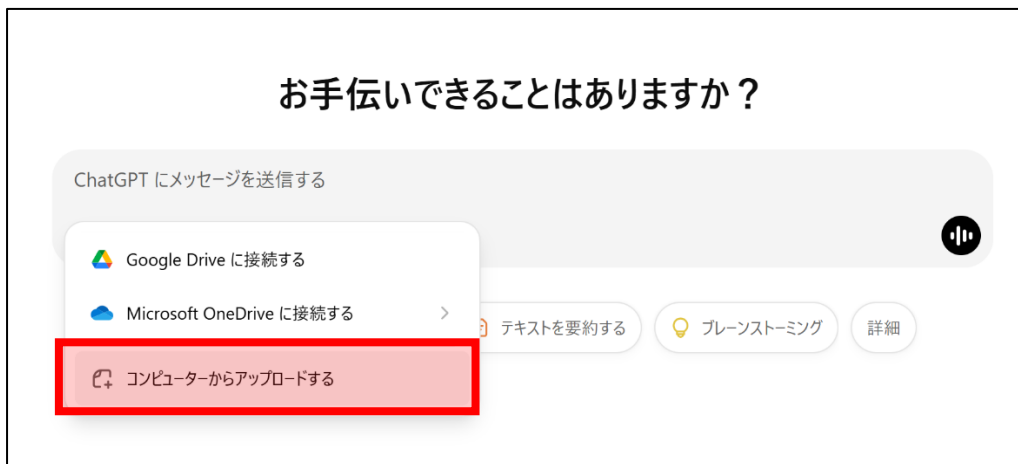 お手伝いできることはありますか？
ChatGPT にメッセージを送信する
Google Drive に接続する
Microsoft OneDrive に接続する
テキストを要約する
ブレーンストーミング
詳細
コンピューターからアップロードする